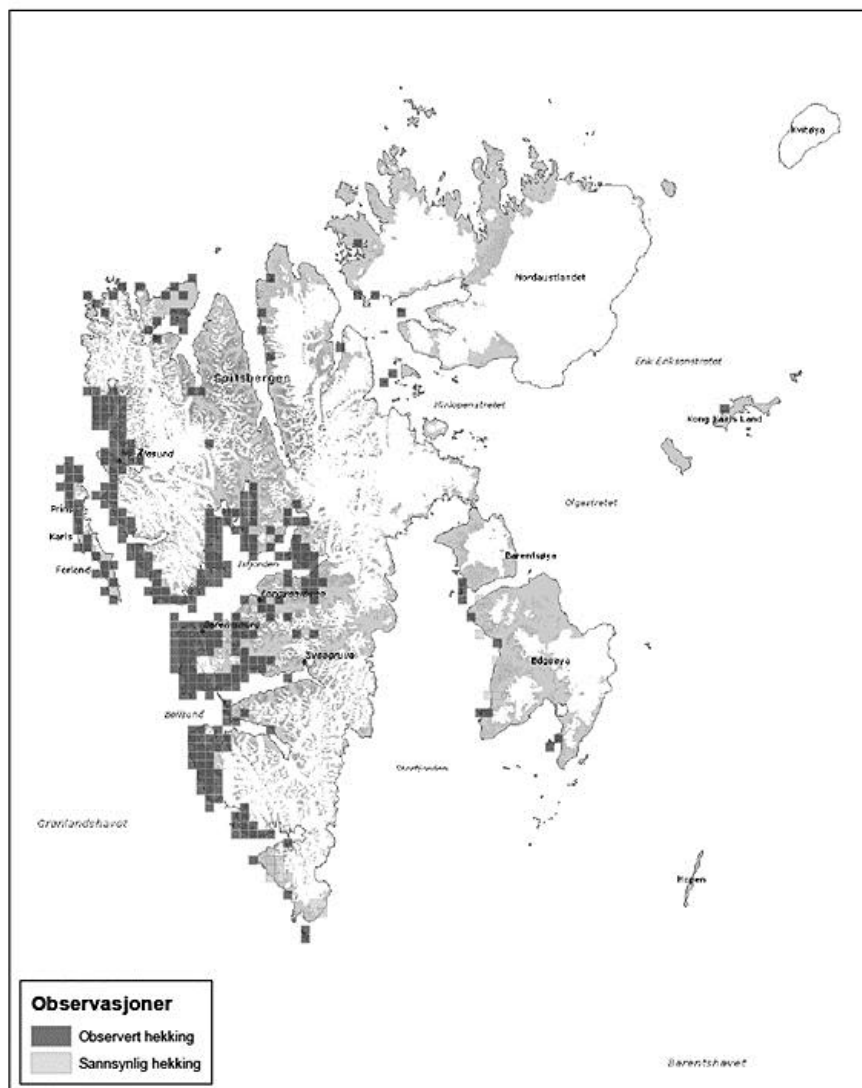 Kvitøya
Nordaustlandet
Erik Eriksenstretet
Spitsbergen
Hinlopenstretet
Kong Karls Land
Ålesund
Olgastretet
Prins
Karls
Forland
Barentsøya
Isfjorden
Longyearbyen
Barentsburg
Sveagruva
Edgeøya
Bellsund
Storfjorden
Grønlandshavet
Hopen
Observasjoner
Observert hekking
Sannsynlig hekking
Barentshavet